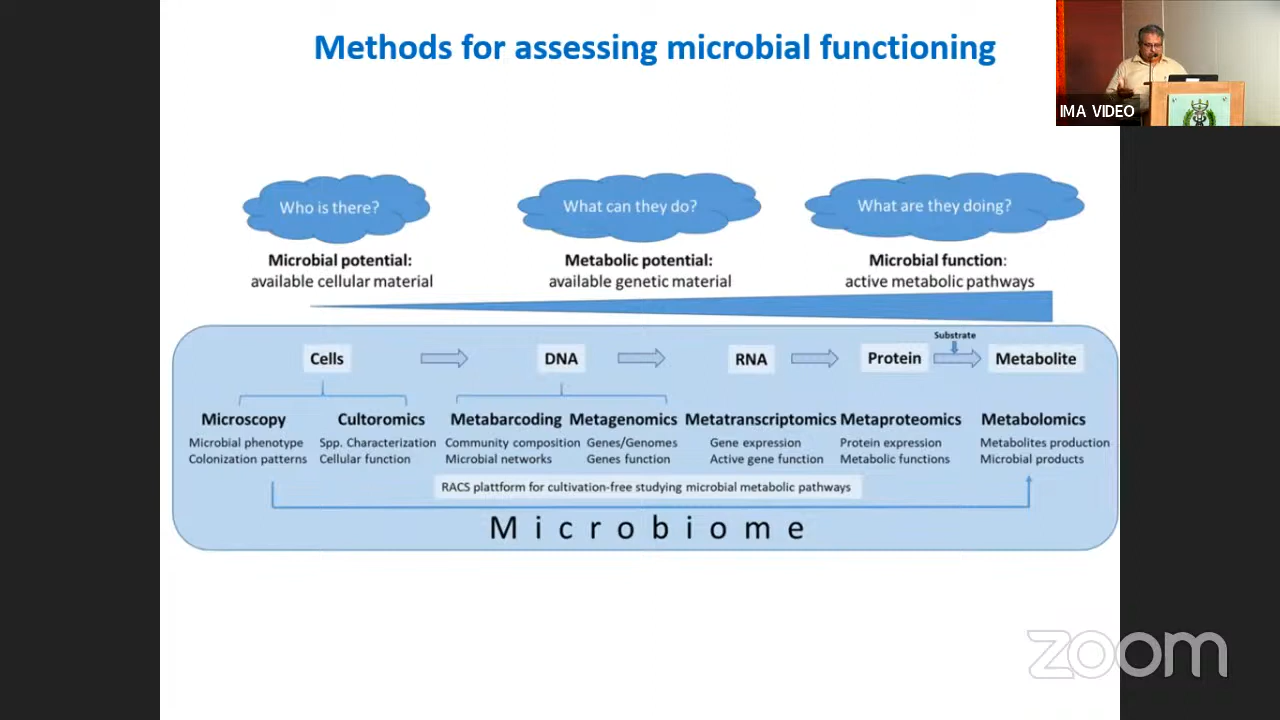 Methods for assessing microbial functioning
IMA VIDEO
Who is there?
What can they do?
What are they doing?
Microbial potential:
available cellular material
Metabolic potential:
available genetic material
Microbial function:
active metabolic pathways
Substrate
Cells
DNA
RNA
Protein
Metabolite
Microscopy
Microbial phenotype
Colonization patterns
Cultoromics
Spp. Characterization
Cellular function
Metabarcoding
Community composition
Microbial networks
Metagenomics
Genes/Genomes
Genes function
Metatranscriptomics
Gene expression
Active gene function
Metaproteomics
Protein expression
Metabolic functions
Metabolomics
Metabolites production
Microbial products
RACS plattform for cultivation-free studying microbial metabolic pathways
Microbiome
zoom